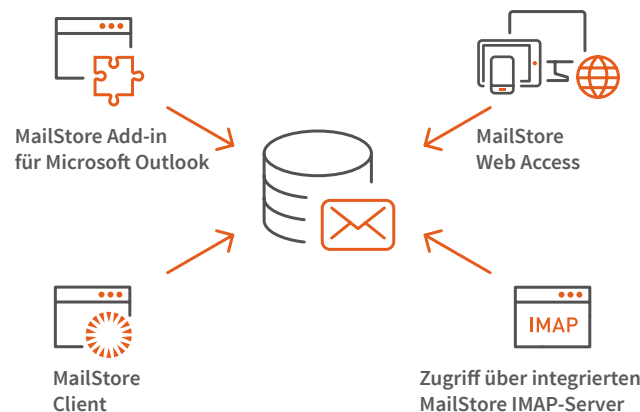 MailStore Add-in
für Microsoft Outlook
MailStore
Web Access
MailStore
Client
IMAP
Zugriff über integrierten
MailStore IMAP-Server